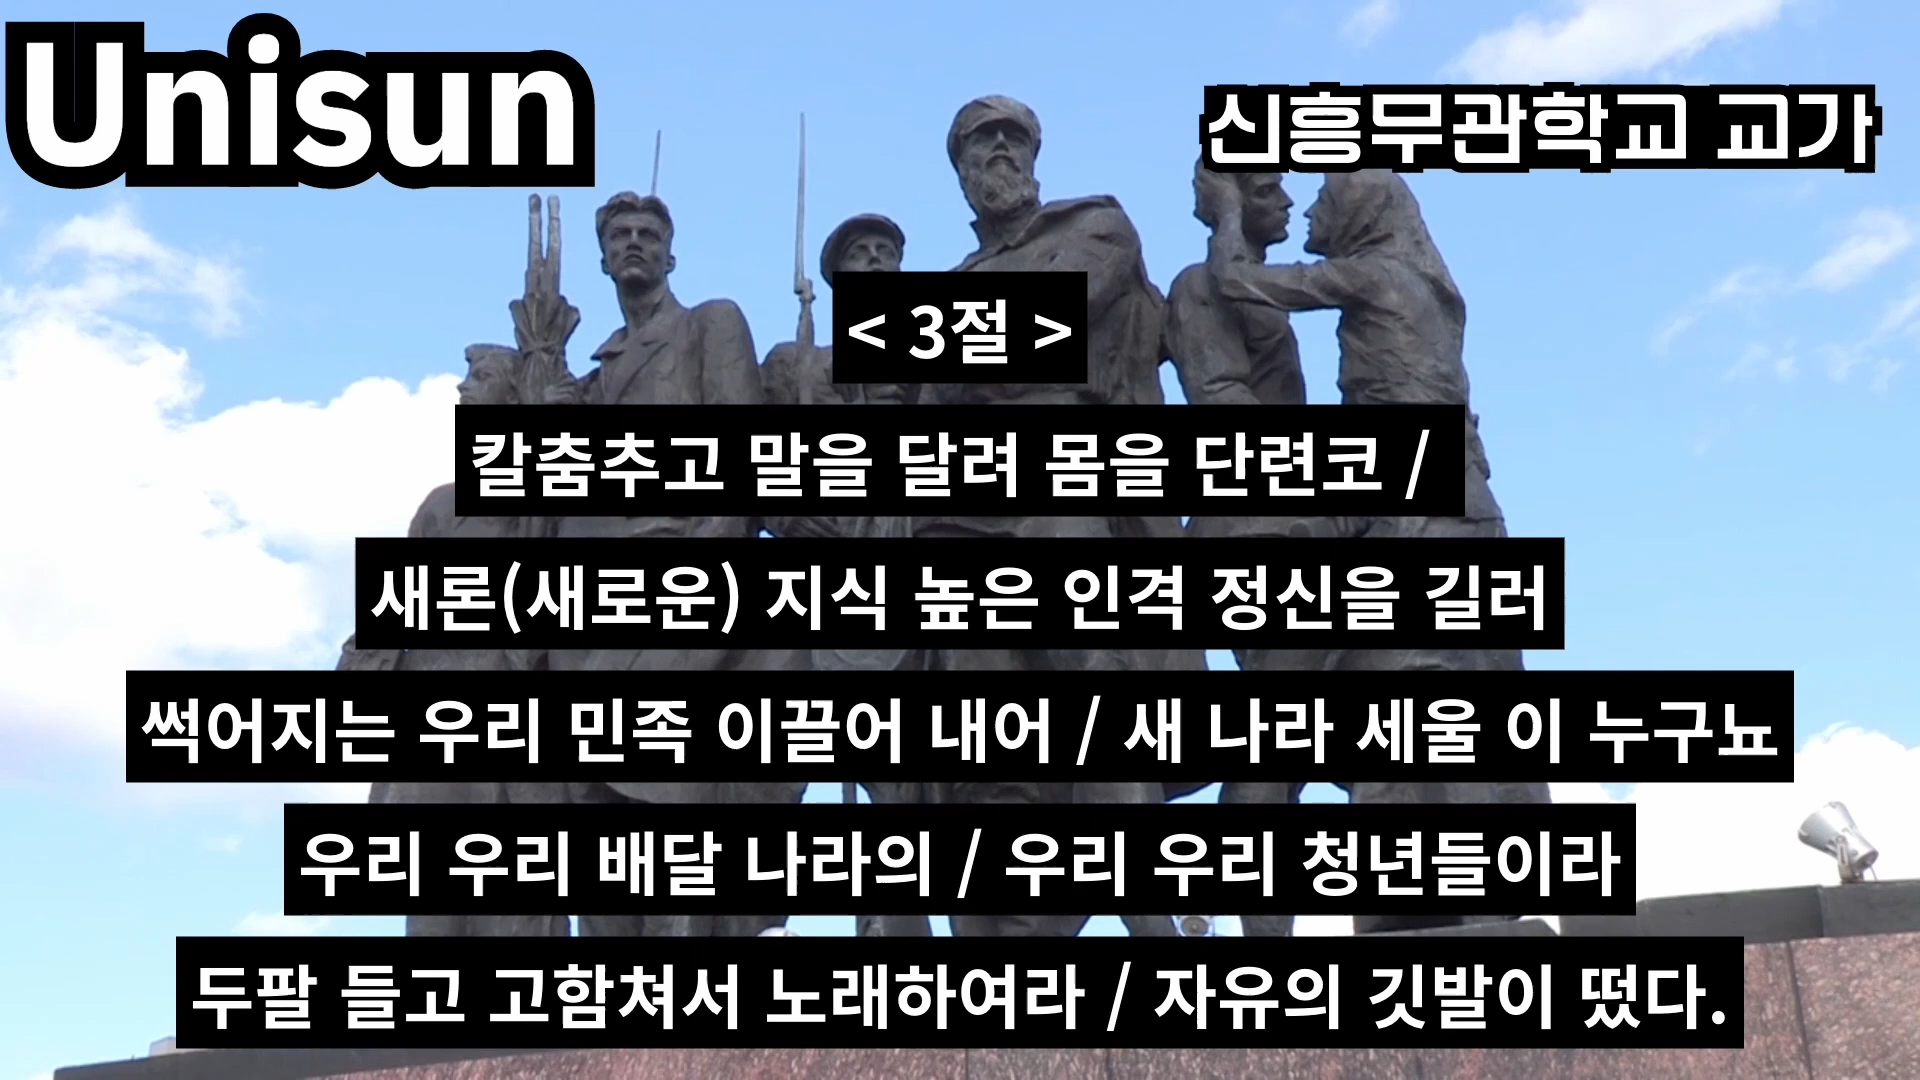 Unisun
신흥무관학교 교가
< 3절 >
칼춤추고 말을 달려 몸을 단련코 /
새론(새로운) 지식 높은 인격 정신을 길러
썩어지는 우리 민족 이끌어 내어 / 새 나라 세울 이 누구뇨
우리 우리 배달 나라의 / 우리 우리 청년들이라
두팔 들고 고함쳐서 노래하여라 / 자유의 깃발이 떴다.